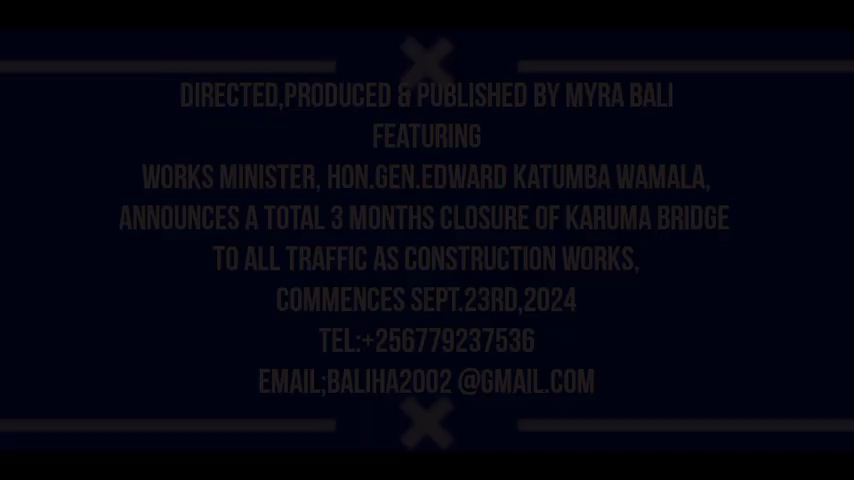 DIRECTED,PRODUCED & PUBLISHED BY MYRA BALI
FEATURING
WORKS MINISTER, HON.GEN.EDWARD KATUMBA WAMALA,
ANNOUNCES A TOTAL 3 MONTHS CLOSURE OF KARUMA BRIDGE
TO ALL TRAFFIC AS CONSTRUCTION WORKS,
COMMENCES SEPT.23RD,2024
TEL:+256779237536
EMAIL;BALIHA2002 @GMAIL.COM